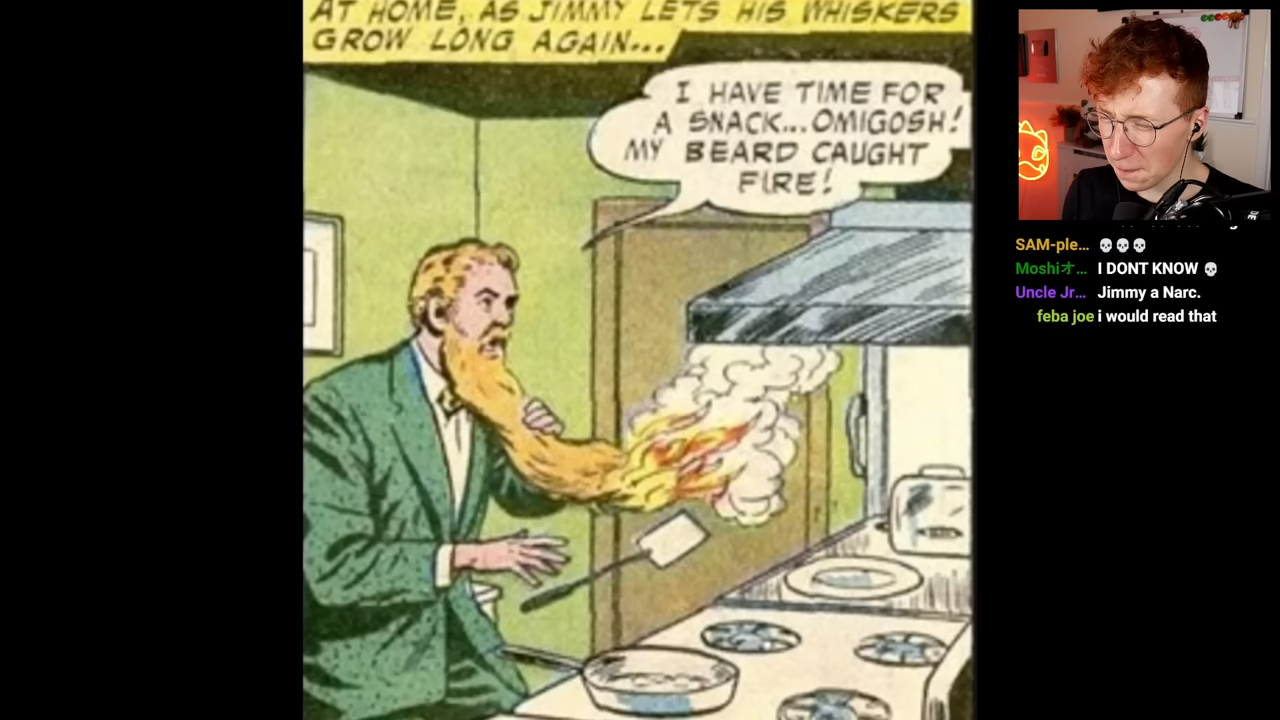 AT HOME, AS JIMMY LETS HIS WHISKERS
GROW LONG AGAIN...
I HAVE TIME FOR
A SNACK...OMIGOSH!
MY BEARD CAUGHT
FIRE!
SAM-ple… 💀💀💀
Moshiオ… I DONT KNOW 💀
Uncle Jr… Jimmy a Narc.
feba joe i would read that